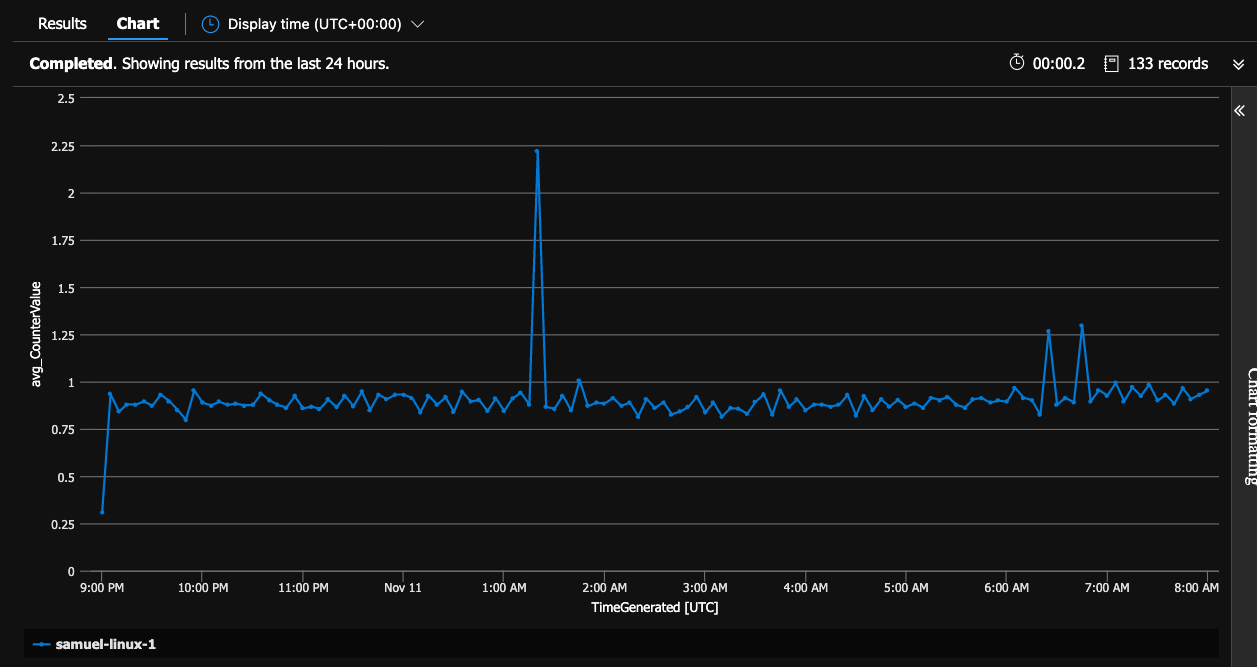 Results Chart Display time (UTC+00:00)
Completed. Showing results from the last 24 hours. 00:00.2 133 records
2.5
2.25
2
1.75
1.5
1.25
1
0.75
0.5
0.25
0
avg_CounterValue
9:00 PM 10:00 PM 11:00 PM Nov 11 1:00 AM 2:00 AM 3:00 AM 4:00 AM 5:00 AM 6:00 AM 7:00 AM 8:00 AM
TimeGenerated [UTC]
samuel-linux-1
Chart formatting